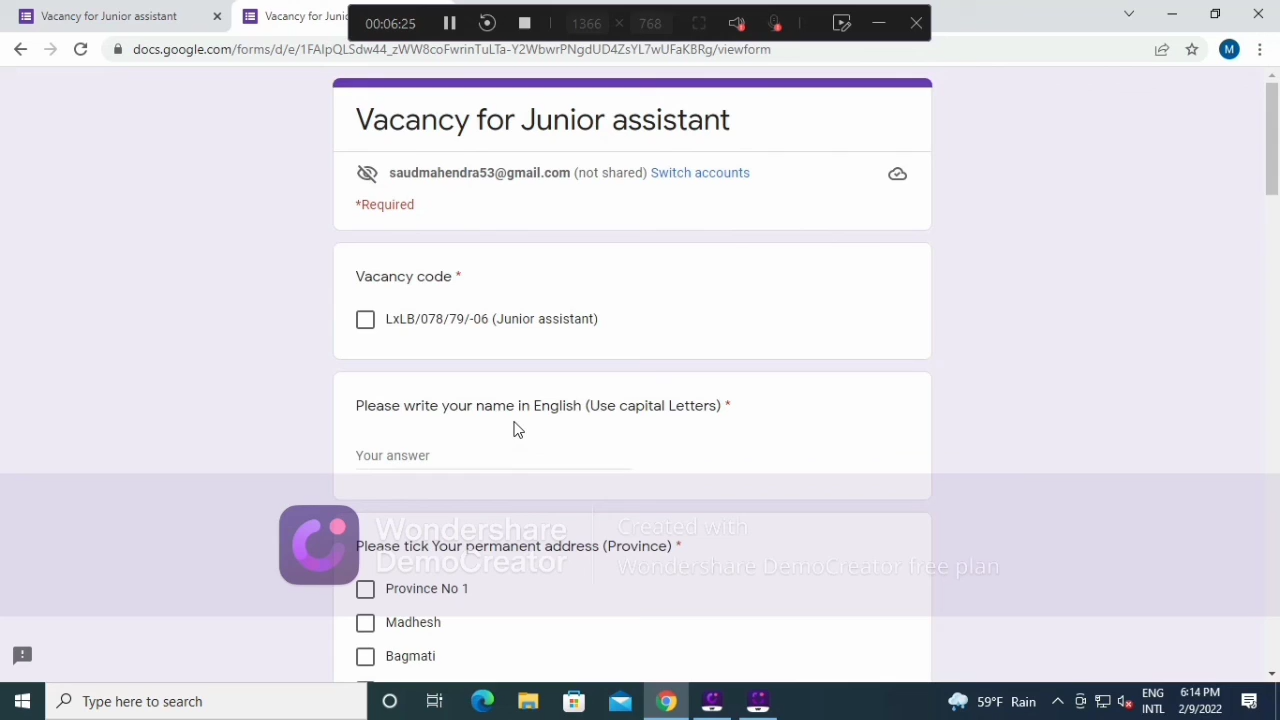 Vacancy for Junior assistant
Vacancy for Juni
00:06:25
1366 × 768
docs.google.com/forms/d/e/1FAIpQLSdw44_zWW8coFwrinTuLTa-Y2WbwrPNgdUD4ZsYL7wUFaKBRg/viewform
M
Vacancy for Junior assistant
saudmahendra53@gmail.com (not shared) Switch accounts
*Required
Vacancy code *
LxLB/078/79/-06 (Junior assistant)
Please write your name in English (Use capital Letters) *
Your answer
Wondershare
DemoCreator
Created with
Wondershare DemoCreator free plan
Please tick Your permanent address (Province) *
Province No 1
Madhesh
Bagmati
Type here to search
59°F Rain
ENG
INTL
6:14 PM
2/9/2022